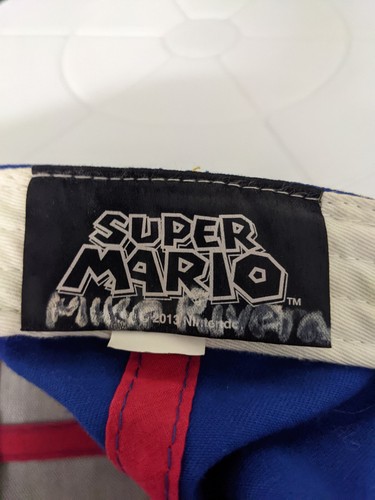 SUPER
MARIO™
© 2013 Nintendo